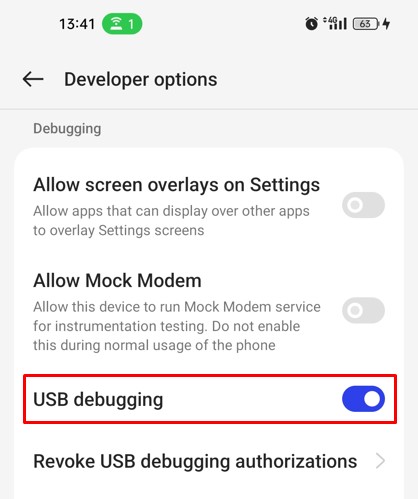 13:41 1 4G 63
Developer options
Debugging
Allow screen overlays on Settings
Allow apps that can display over other apps
to overlay Settings screens
Allow Mock Modem
Allow this device to run Mock Modem service
for instrumentation testing. Do not enable
this during normal usage of the phone
USB debugging
Revoke USB debugging authorizations